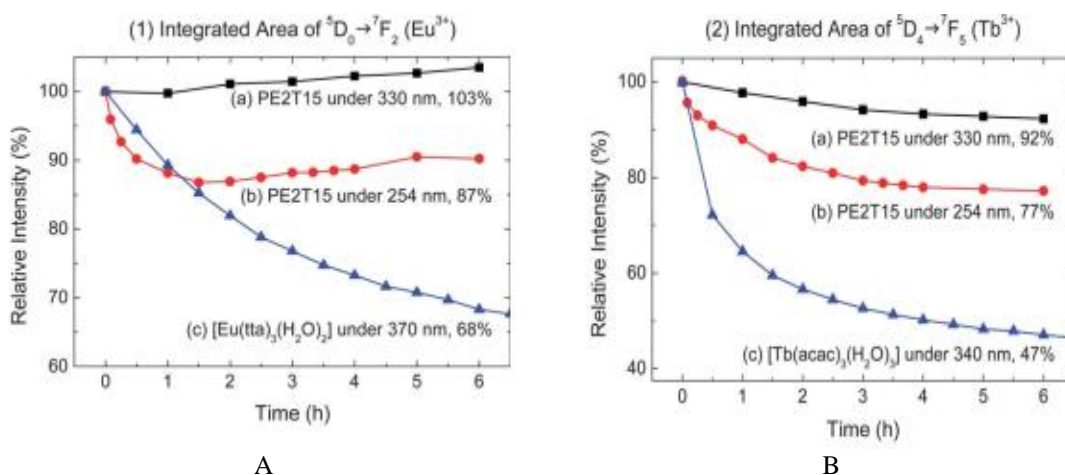 (1) Integrated Area of ⁵D₀→⁷F₂ (Eu³⁺)
Relative Intensity (%)
100
90
80
70
60
(a) PE2T15 under 330 nm, 103%
(b) PE2T15 under 254 nm, 87%
(c) [Eu(tta)₃(H₂O)₂] under 370 nm, 68%
0 1 2 3 4 5 6
Time (h)
A
(2) Integrated Area of ⁵D₄→⁷F₅ (Tb³⁺)
Relative Intensity (%)
100
80
60
40
(a) PE2T15 under 330 nm, 92%
(b) PE2T15 under 254 nm, 77%
(c) [Tb(acac)₃(H₂O)₃] under 340 nm, 47%
0 1 2 3 4 5 6
Time (h)
B